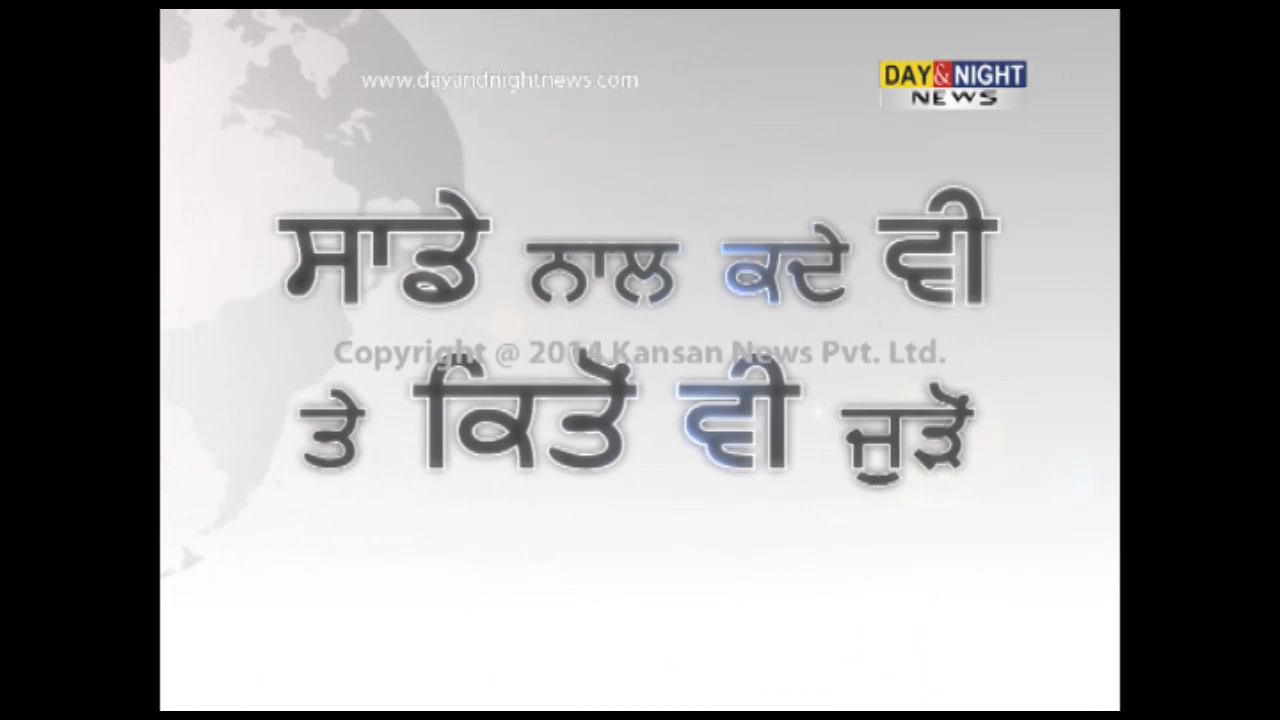 www.dayandnightnews.com
DAY&NIGHT
NEWS
ਸਾਡੇ ਨਾਲ ਕਦੇ ਵੀ
Copyright @ 2014 Kansan News Pvt. Ltd.
ਤੇ ਕਿਤੋਂ ਵੀ ਜੁੜੋਂ